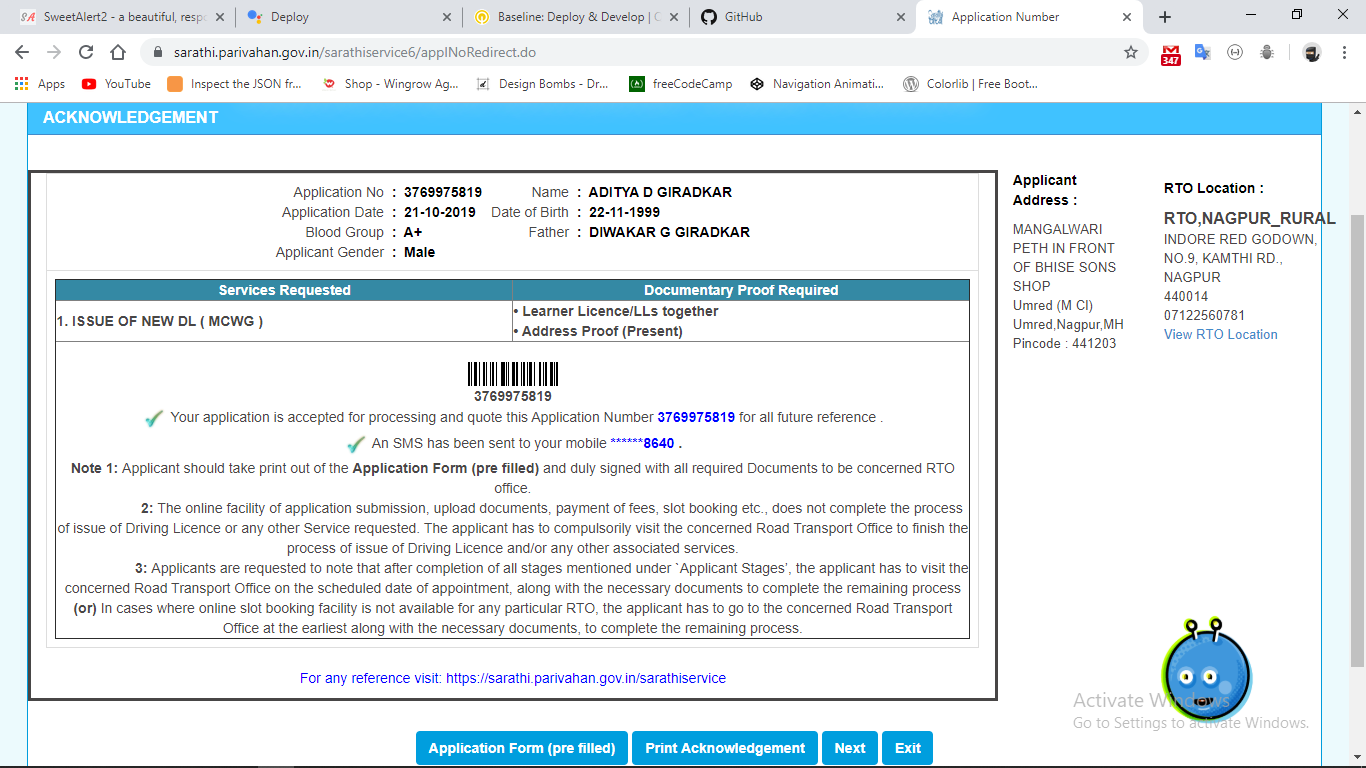 SweetAlert2 - a beautiful, resp
Deploy
Baseline: Deploy & Develop | C
GitHub
Application Number
sarathi.parivahan.gov.in/sarathiservice6/applNoRedirect.do
347
Apps
YouTube
Inspect the JSON fr...
Shop - Wingrow Ag...
Design Bombs - Dr...
freeCodeCamp
Navigation Animati...
Colorlib | Free Boot...
ACKNOWLEDGEMENT
Application No : 3769975819 Name : ADITYA D GIRADKAR
Application Date : 21-10-2019 Date of Birth : 22-11-1999
Blood Group : A+ Father : DIWAKAR G GIRADKAR
Applicant Gender : Male
Services Requested Documentary Proof Required
1. ISSUE OF NEW DL ( MCWG )
• Learner Licence/LLs together
• Address Proof (Present)
3769975819
Your application is accepted for processing and quote this Application Number 3769975819 for all future reference .
An SMS has been sent to your mobile ******8640 .
Note 1: Applicant should take print out of the Application Form (pre filled) and duly signed with all required Documents to be concerned RTO
office.
2: The online facility of application submission, upload documents, payment of fees, slot booking etc., does not complete the process
of issue of Driving Licence or any other Service requested. The applicant has to compulsorily visit the concerned Road Transport Office to finish the
process of issue of Driving Licence and/or any other associated services.
3: Applicants are requested to note that after completion of all stages mentioned under `Applicant Stages', the applicant has to visit the
concerned Road Transport Office on the scheduled date of appointment, along with the necessary documents to complete the remaining process
(or) In cases where online slot booking facility is not available for any particular RTO, the applicant has to go to the concerned Road Transport
Office at the earliest along with the necessary documents, to complete the remaining process.
For any reference visit: https://sarathi.parivahan.gov.in/sarathiservice
Applicant
Address :
MANGALWARI
PETH IN FRONT
OF BHISE SONS
SHOP
Umred (M Cl)
Umred,Nagpur,MH
Pincode : 441203
RTO Location :
RTO,NAGPUR_RURAL
INDORE RED GODOWN,
NO.9, KAMTHI RD.,
NAGPUR
440014
07122560781
View RTO Location
Activate Windows
Go to Settings to activate Windows.
Application Form (pre filled)
Print Acknowledgement
Next
Exit